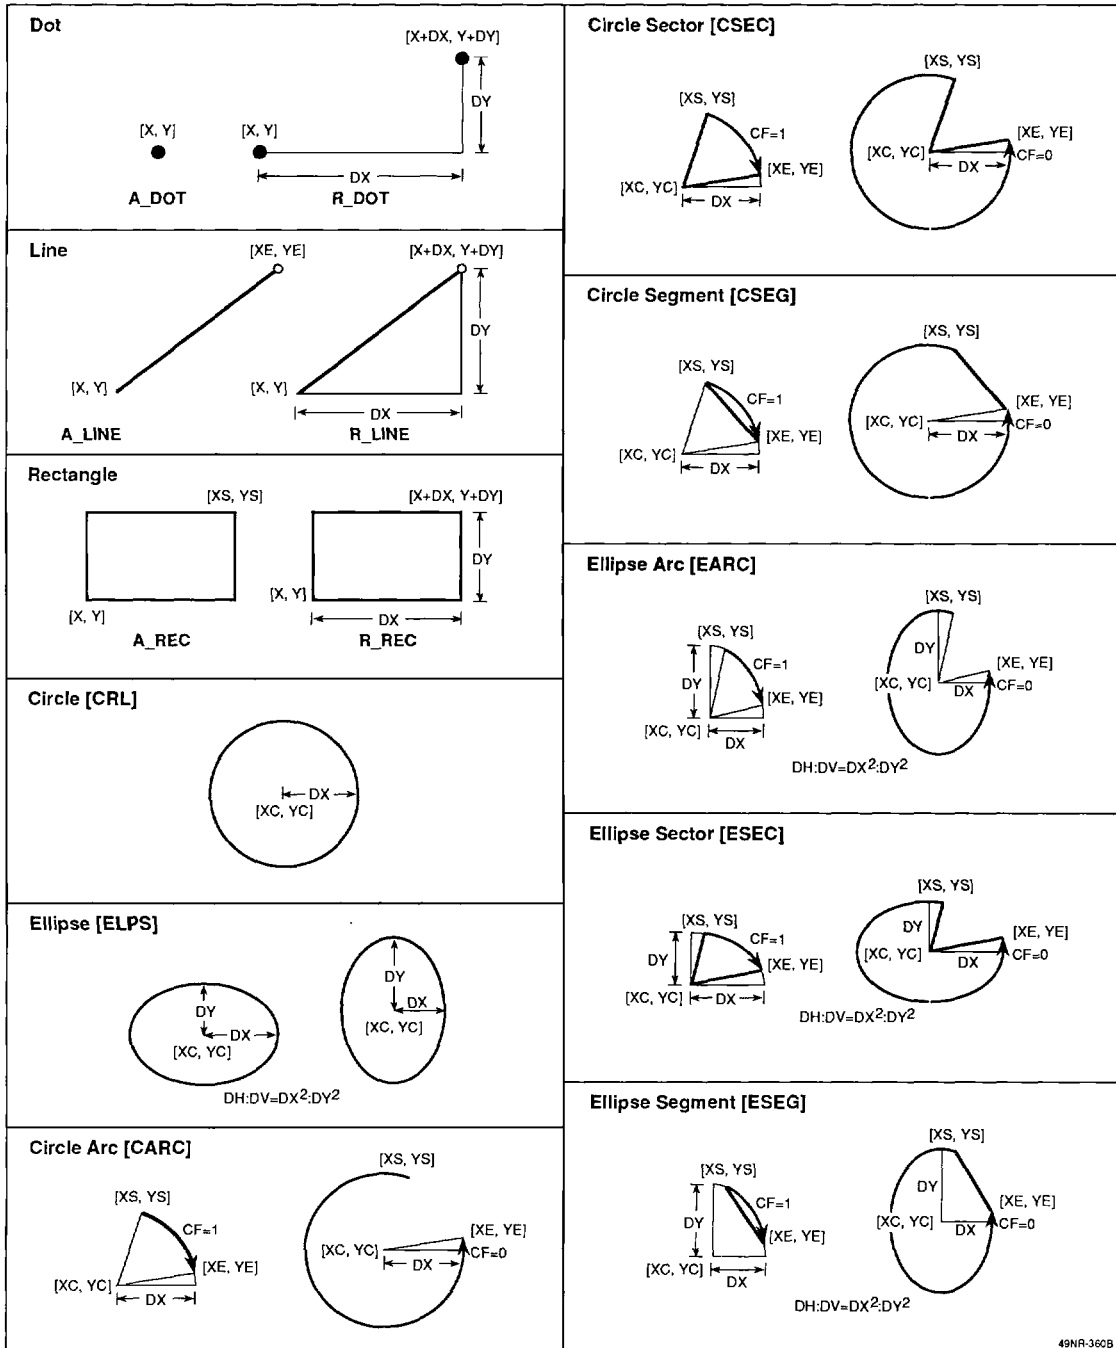 Dot
[X+DX, Y+DY]
DY
[X, Y]
[X, Y]
DX
A_DOT
R_DOT
Line
[XE, YE]
[X+DX, Y+DY]
DY
[X, Y]
[X, Y]
DX
A_LINE
R_LINE
Rectangle
[XS, YS]
[X+DX, Y+DY]
DY
[X, Y]
[X, Y]
DX
A_REC
R_REC
Circle [CRL]
DX
[XC, YC]
Ellipse [ELPS]
DY
DX
[XC, YC]
DY
DX
[XC, YC]
DH:DV=DX²:DY²
Circle Arc [CARC]
[XS, YS]
CF=1
[XE, YE]
[XC, YC]
DX
[XS, YS]
[XE, YE]
[XC, YC]
CF=0
DX
Circle Sector [CSEC]
[XS, YS]
CF=1
[XE, YE]
[XC, YC]
DX
[XS, YS]
[XE, YE]
[XC, YC]
CF=0
DX
Circle Segment [CSEG]
[XS, YS]
CF=1
[XE, YE]
[XC, YC]
DX
[XS, YS]
[XE, YE]
[XC, YC]
CF=0
DX
Ellipse Arc [EARC]
[XS, YS]
CF=1
DY
[XE, YE]
[XC, YC]
DX
[XS, YS]
DY
[XE, YE]
[XC, YC]
CF=0
DX
DH:DV=DX²:DY²
Ellipse Sector [ESEC]
[XS, YS]
CF=1
DY
[XE, YE]
[XC, YC]
DX
[XS, YS]
DY
[XE, YE]
[XC, YC]
CF=0
DX
DH:DV=DX²:DY²
Ellipse Segment [ESEG]
[XS, YS]
CF=1
DY
[XE, YE]
[XC, YC]
DX
[XS, YS]
DY
[XE, YE]
[XC, YC]
CF=0
DX
DH:DV=DX²:DY²
49NR-360B